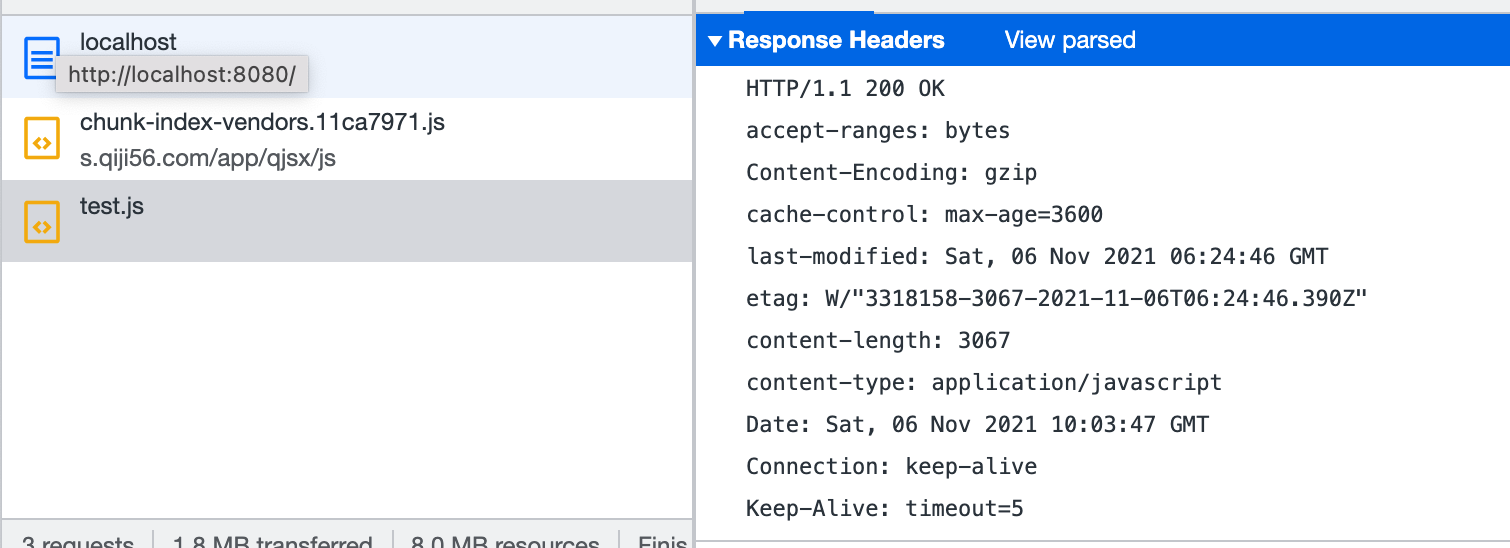 localhost
http://localhost:8080/
chunk-index-vendors.11ca7971.js
s.qiji56.com/app/qjsx/js
test.js
3 requests
1.8 MB transferred
8.0 MB resources
Finis
Response Headers
View parsed
HTTP/1.1 200 OK
accept-ranges: bytes
Content-Encoding: gzip
cache-control: max-age=3600
last-modified: Sat, 06 Nov 2021 06:24:46 GMT
etag: W/"3318158-3067-2021-11-06T06:24:46.390Z"
content-length: 3067
content-type: application/javascript
Date: Sat, 06 Nov 2021 10:03:47 GMT
Connection: keep-alive
Keep-Alive: timeout=5